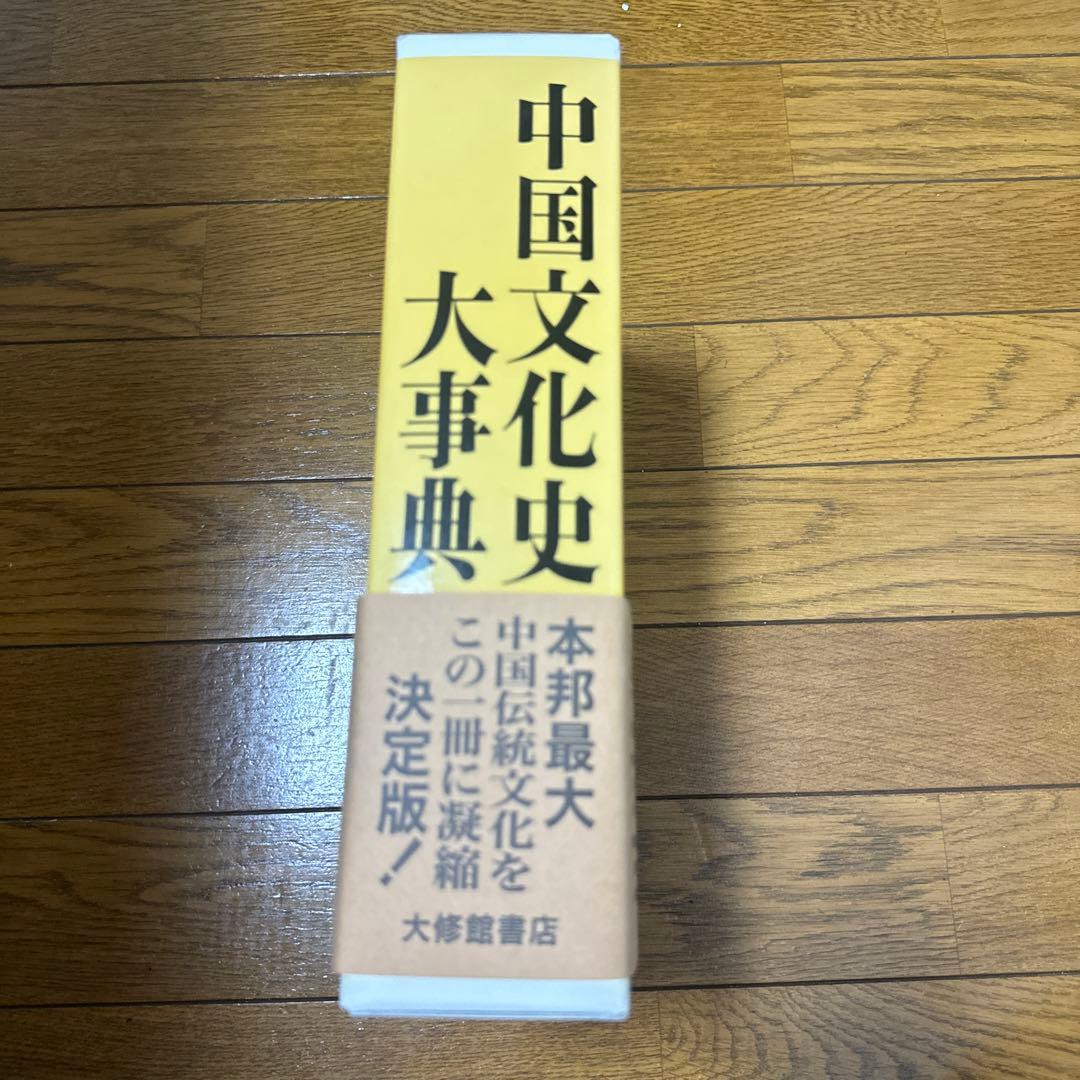 中国文化史
大事典
本邦最大
中国伝統文化を
この一冊に凝縮
決定版！
大修館書店